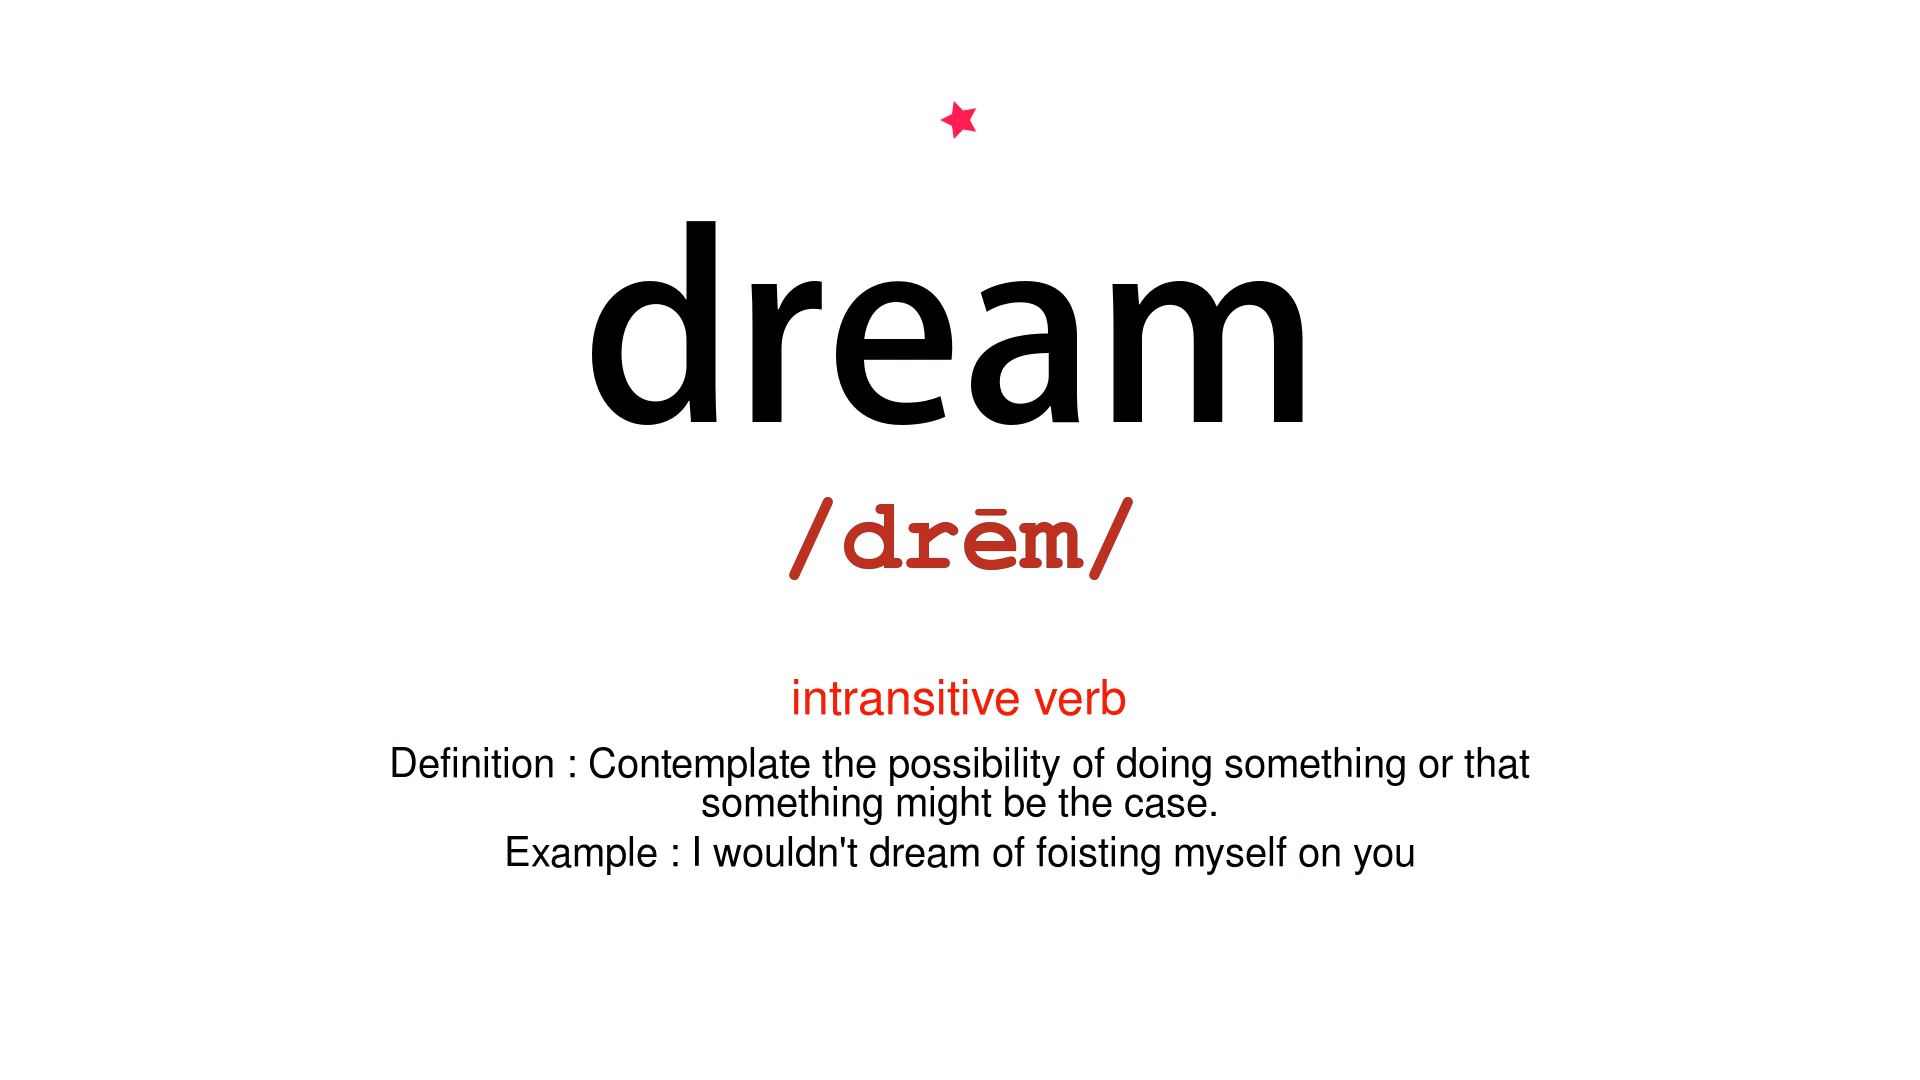 dream
/drēm/
intransitive verb
Definition : Contemplate the possibility of doing something or that
something might be the case.
Example : I wouldn't dream of foisting myself on you